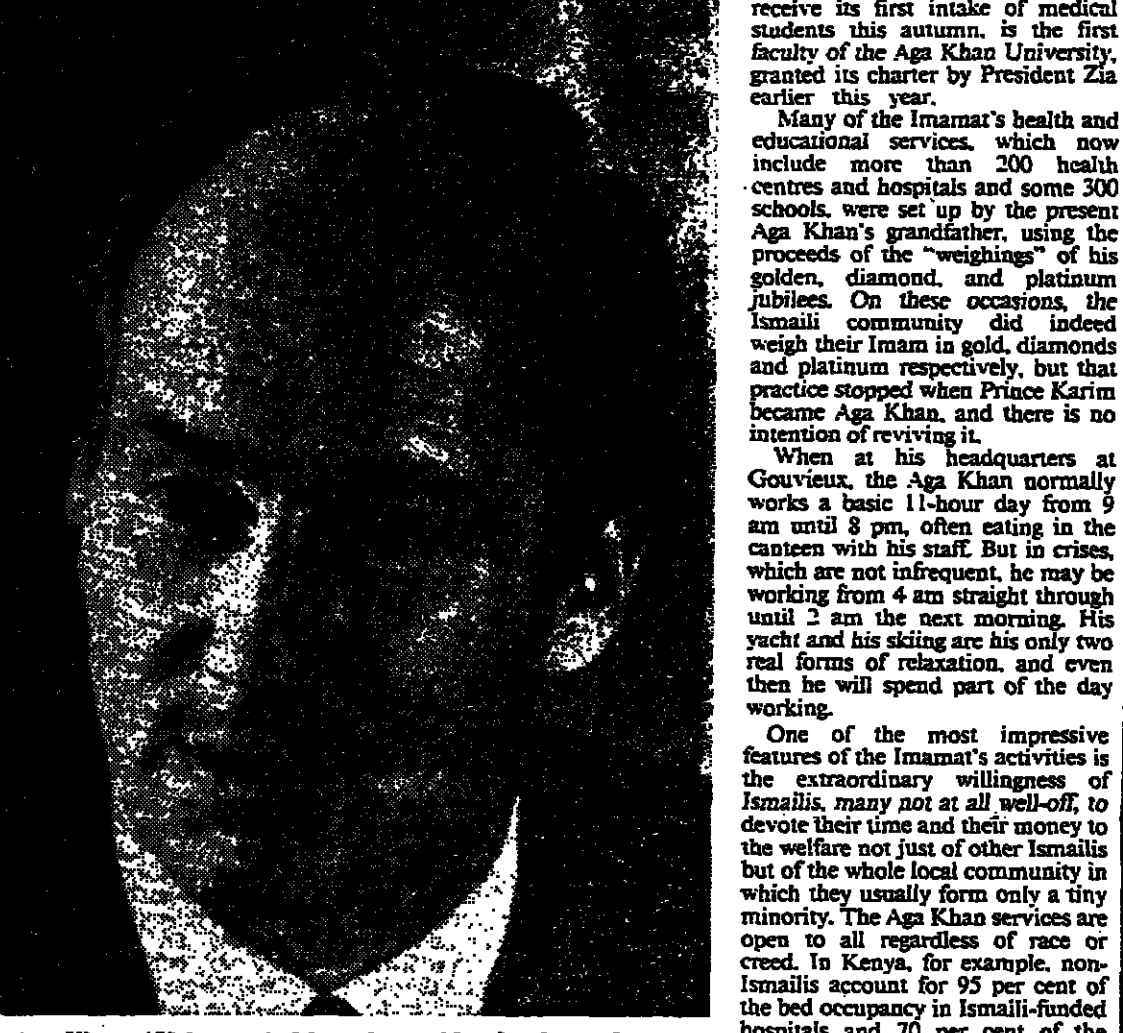 receive its first intake of medical
students this autumn, is the first
faculty of the Aga Khan University,
granted its charter by President Zia
earlier this year.
Many of the Imamat's health and
educational services, which now
include more than 200 health
centres and hospitals and some 300
schools, were set up by the present
Aga Khan's grandfather, using the
proceeds of the "weighings" of his
golden, diamond, and platinum
jubilees. On these occasions, the
Ismaili community did indeed
weigh their Imam in gold, diamonds
and platinum respectively, but that
practice stopped when Prince Karim
became Aga Khan, and there is no
intention of reviving it.
When at his headquarters at
Gouvieux, the Aga Khan normally
works a basic 11-hour day from 9
am until 8 pm, often eating in the
canteen with his staff. But in crises,
which are not infrequent, he may be
working from 4 am straight through
until 2 am the next morning. His
yacht and his skiing are his only two
real forms of relaxation, and even
then he will spend part of the day
working.
One of the most impressive
features of the Imamat's activities is
the extraordinary willingness of
Ismailis, many not at all well-off, to
devote their time and their money to
the welfare not just of other Ismailis
but of the whole local community in
which they usually form only a tiny
minority. The Aga Khan services are
open to all regardless of race or
creed. In Kenya, for example, non-
Ismailis account for 95 per cent of
the bed occupancy in Ismaili-funded
hospitals and 70 per cent of the